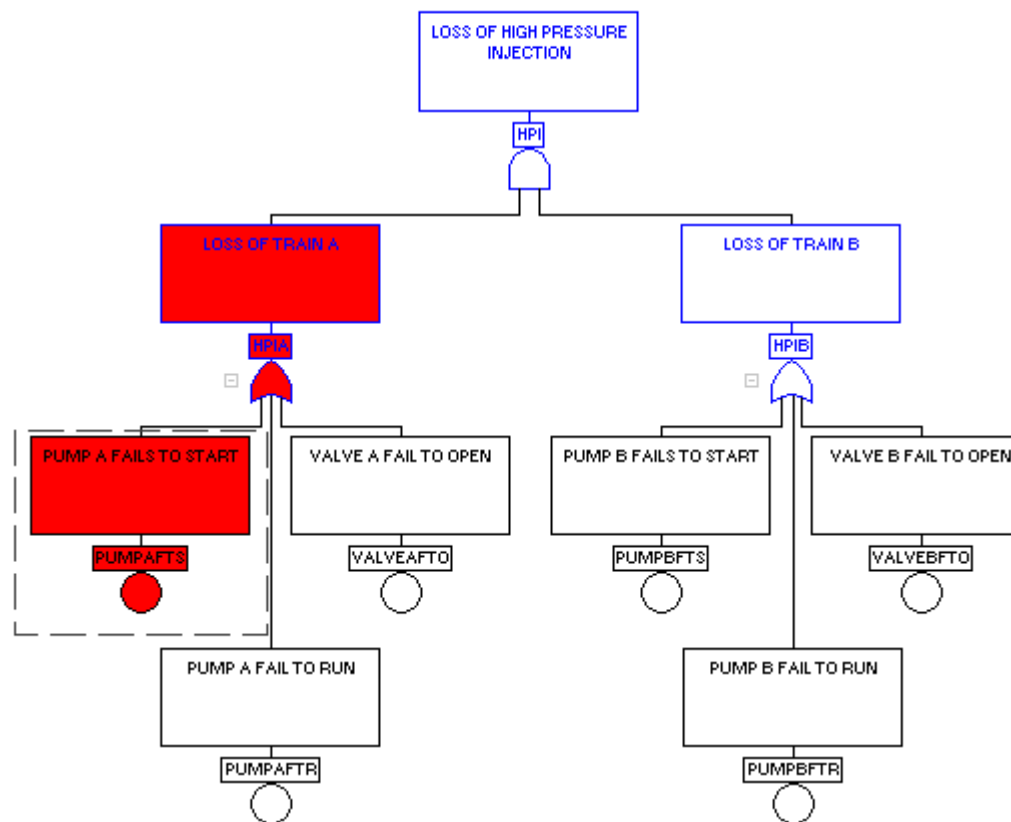 LOSS OF HIGH PRESSURE
INJECTION
HPI
LOSS OF TRAIN A
LOSS OF TRAIN B
HPIA
HPIB
PUMP A FAILS TO START
VALVE A FAIL TO OPEN
PUMP B FAILS TO START
VALVE B FAIL TO OPEN
PUMPAFTS
VALVEAFTO
PUMPBFTS
VALVEBFTO
PUMP A FAIL TO RUN
PUMP B FAIL TO RUN
PUMPAFTR
PUMPBFTR